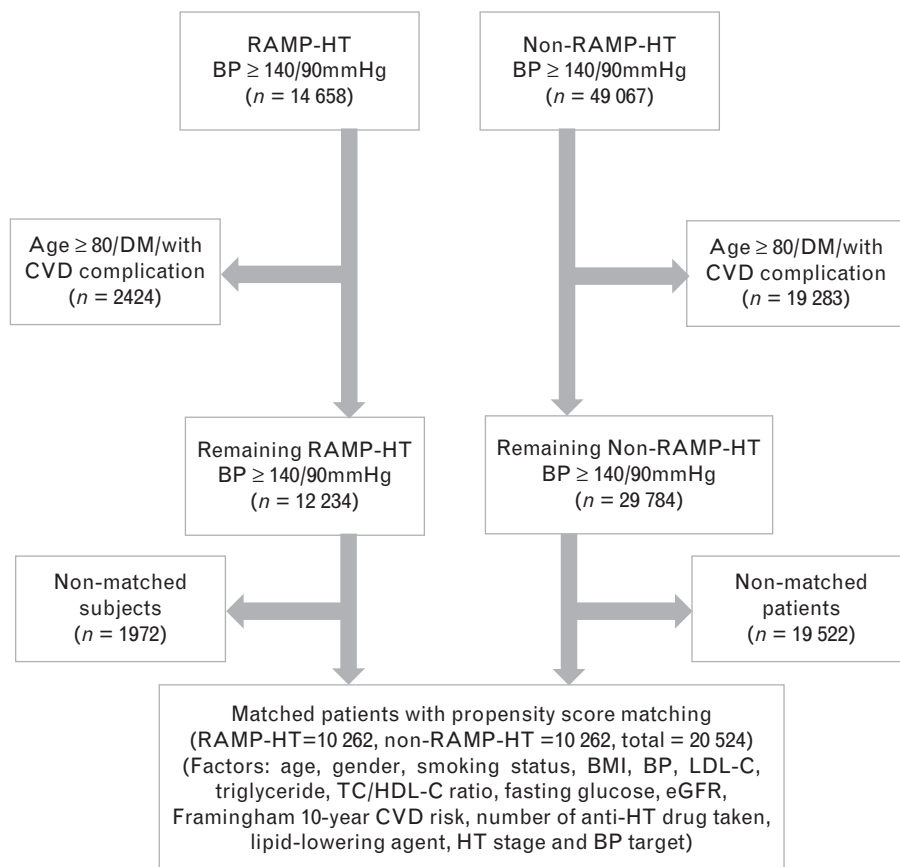 RAMP-HT
BP ≥ 140/90mmHg
(n = 14 658)
Non-RAMP-HT
BP ≥ 140/90mmHg
(n = 49 067)
Age ≥ 80/DM/with
CVD complication
(n = 2424)
Age ≥ 80/DM/with
CVD complication
(n = 19 283)
Remaining RAMP-HT
BP ≥ 140/90mmHg
(n = 12 234)
Remaining Non-RAMP-HT
BP ≥ 140/90mmHg
(n = 29 784)
Non-matched
subjects
(n = 1972)
Non-matched
patients
(n = 19 522)
Matched patients with propensity score matching
(RAMP-HT=10 262, non-RAMP-HT =10 262, total = 20 524)
(Factors: age, gender, smoking status, BMI, BP, LDL-C,
triglyceride, TC/HDL-C ratio, fasting glucose, eGFR,
Framingham 10-year CVD risk, number of anti-HT drug taken,
lipid-lowering agent, HT stage and BP target)